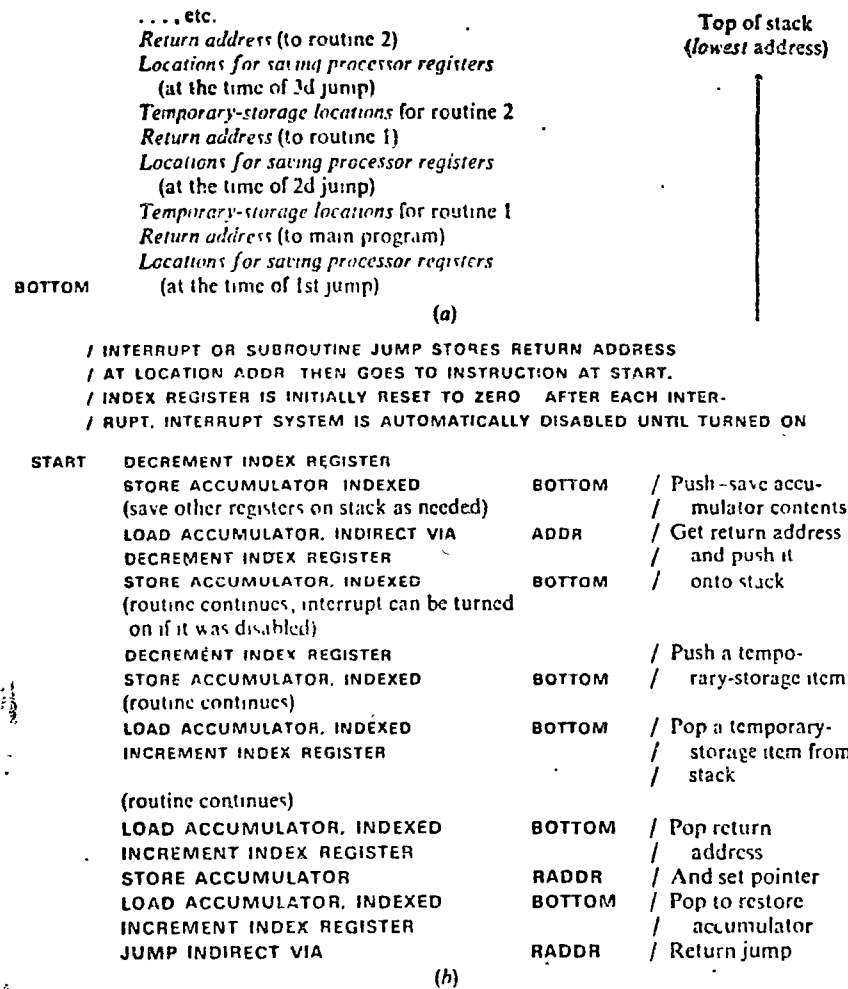 ...., etc.
Return address (to routine 2)
Locations for saving processor registers
(at the time of 3d jump)
Temporary-storage locations for routine 2
Return address (to routine 1)
Locations for saving processor registers
(at the time of 2d jump)
Temporary-storage locations for routine 1
Return address (to main program)
Locations for saving processor registers
BOTTOM (at the time of 1st jump)
Top of stack
(lowest address)
(a)
/ INTERRUPT OR SUBROUTINE JUMP STORES RETURN ADDRESS
/ AT LOCATION ADDR THEN GOES TO INSTRUCTION AT START.
/ INDEX REGISTER IS INITIALLY RESET TO ZERO AFTER EACH INTER-
/ RUPT, INTERRUPT SYSTEM IS AUTOMATICALLY DISABLED UNTIL TURNED ON
START DECREMENT INDEX REGISTER
STORE ACCUMULATOR INDEXED BOTTOM / Push-save accu-
(save other registers on stack as needed) / mulator contents
LOAD ACCUMULATOR, INDIRECT VIA ADDR / Get return address
DECREMENT INDEX REGISTER / and push it
STORE ACCUMULATOR, INDEXED BOTTOM / onto stack
(routine continues, interrupt can be turned
on if it was disabled)
DECREMENT INDEX REGISTER / Push a tempo-
STORE ACCUMULATOR, INDEXED BOTTOM / rary-storage item
(routine continues)
LOAD ACCUMULATOR, INDEXED BOTTOM / Pop a temporary-
INCREMENT INDEX REGISTER / storage item from
/ stack
(routine continues)
LOAD ACCUMULATOR, INDEXED BOTTOM / Pop return
INCREMENT INDEX REGISTER / address
STORE ACCUMULATOR RADDR / And set pointer
LOAD ACCUMULATOR, INDEXED BOTTOM / Pop to restore
INCREMENT INDEX REGISTER / accumulator
JUMP INDIRECT VIA RADDR / Return jump
(b)